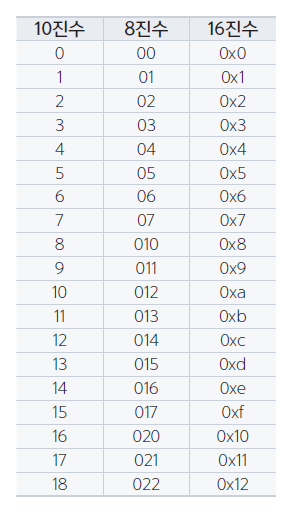 10진수 8진수 16진수
0 00 0x0
1 01 0x1
2 02 0x2
3 03 0x3
4 04 0x4
5 05 0x5
6 06 0x6
7 07 0x7
8 010 0x8
9 011 0x9
10 012 0xa
11 013 0xb
12 014 0xc
13 015 0xd
14 016 0xe
15 017 0xf
16 020 0x10
17 021 0x11
18 022 0x12